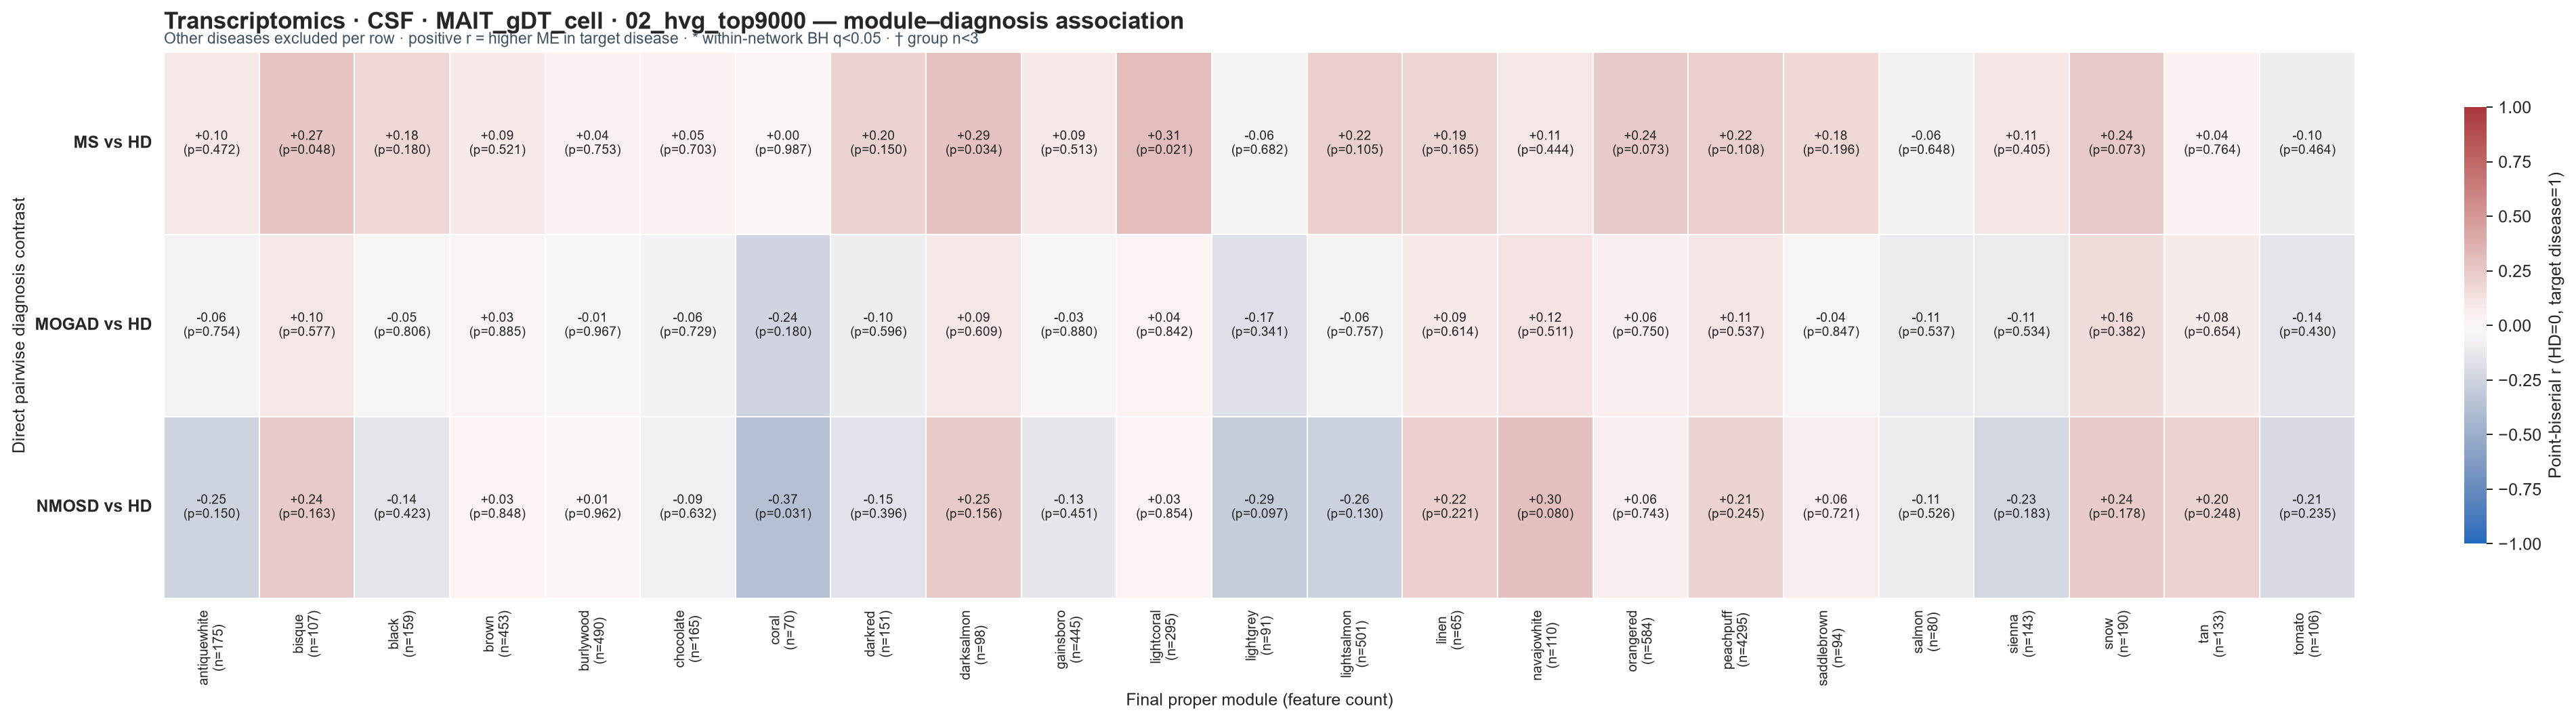 Transcriptomics · CSF · MAIT_gDT_cell · 02_hvg_top9000 — module–diagnosis association
Other diseases excluded per row · positive r = higher ME in target disease · * within-network BH q<0.05 · † group n<3
Direct pairwise diagnosis contrast
MS vs HD
+0.10 +0.27 +0.18 +0.09 +0.04 +0.05 +0.00 +0.20 +0.29 +0.09 +0.31 -0.06 +0.22 +0.19 +0.11 +0.24 +0.22 +0.18 -0.06 +0.11 +0.24 +0.04 -0.10
(p=0.472) (p=0.048) (p=0.180) (p=0.521) (p=0.753) (p=0.703) (p=0.987) (p=0.150) (p=0.034) (p=0.513) (p=0.021) (p=0.682) (p=0.105) (p=0.165) (p=0.444) (p=0.073) (p=0.108) (p=0.196) (p=0.648) (p=0.405) (p=0.073) (p=0.764) (p=0.464)
MOGAD vs HD
-0.06 +0.10 -0.05 +0.03 -0.01 -0.06 -0.24 -0.10 +0.09 -0.03 +0.04 -0.17 -0.06 +0.09 +0.12 +0.06 +0.11 -0.04 -0.11 -0.11 +0.16 +0.08 -0.14
(p=0.754) (p=0.577) (p=0.806) (p=0.885) (p=0.967) (p=0.729) (p=0.180) (p=0.596) (p=0.609) (p=0.880) (p=0.842) (p=0.341) (p=0.757) (p=0.614) (p=0.511) (p=0.750) (p=0.537) (p=0.847) (p=0.537) (p=0.534) (p=0.382) (p=0.654) (p=0.430)
NMOSD vs HD
-0.25 +0.24 -0.14 +0.03 +0.01 -0.09 -0.37 -0.15 +0.25 -0.13 +0.03 -0.29 -0.26 +0.22 +0.30 +0.06 +0.21 +0.06 -0.11 -0.23 +0.24 +0.20 -0.21
(p=0.150) (p=0.163) (p=0.423) (p=0.848) (p=0.962) (p=0.632) (p=0.031) (p=0.396) (p=0.156) (p=0.451) (p=0.854) (p=0.097) (p=0.130) (p=0.221) (p=0.080) (p=0.743) (p=0.245) (p=0.721) (p=0.526) (p=0.183) (p=0.178) (p=0.248) (p=0.235)
antiquewhite
(n=175)
bisque
(n=107)
black
(n=159)
brown
(n=453)
burlywood
(n=490)
chocolate
(n=165)
coral
(n=70)
darkred
(n=151)
darksalmon
(n=98)
gainsboro
(n=445)
lightcoral
(n=295)
lightgrey
(n=91)
lightsalmon
(n=501)
linen
(n=65)
navajowhite
(n=110)
orangered
(n=584)
peachpuff
(n=4295)
saddlebrown
(n=94)
salmon
(n=80)
sienna
(n=143)
snow
(n=190)
tan
(n=133)
tomato
(n=106)
Final proper module (feature count)
1.00
0.75
0.50
0.25
0.00
−0.25
−0.50
−0.75
−1.00
Point-biserial r (HD=0, target disease=1)